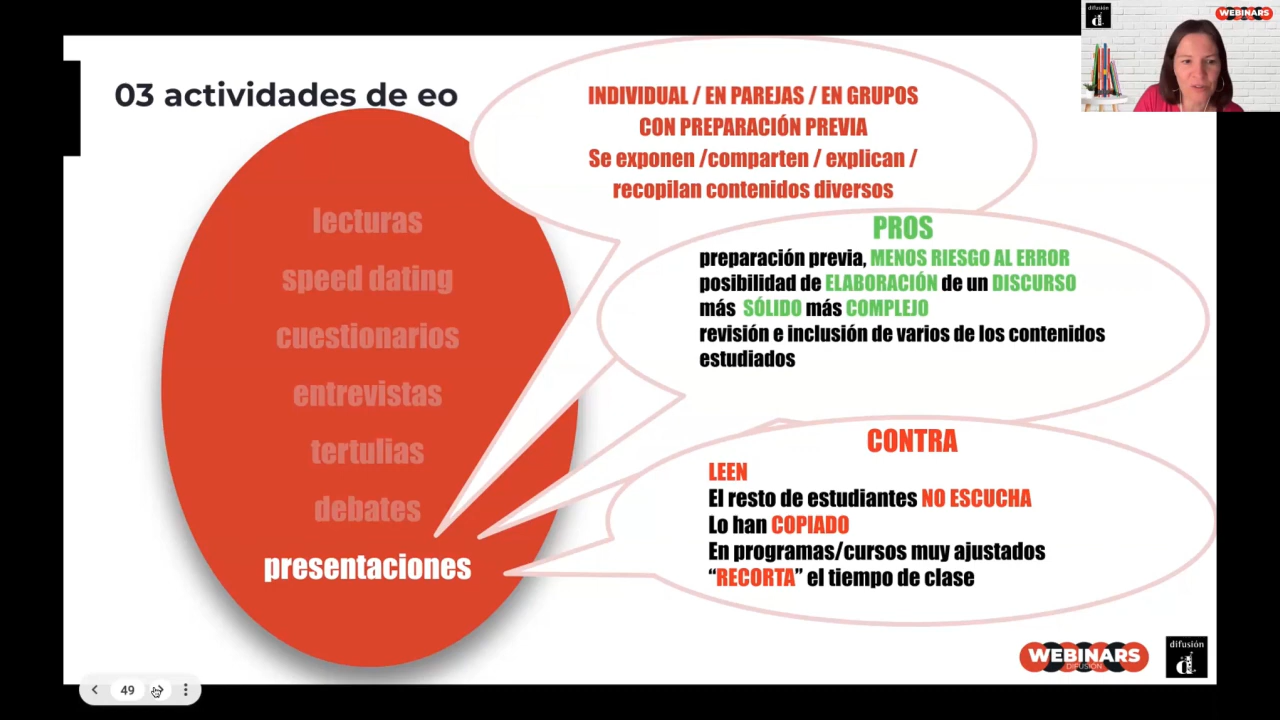 03 actividades de eo
lecturas
speed dating
cuestionarios
entrevistas
tertulias
debates
presentaciones
INDIVIDUAL / EN PAREJAS / EN GRUPOS
CON PREPARACIÓN PREVIA
Se exponen /comparten / explican /
recopilan contenidos diversos
PROS
preparación previa, MENOS RIESGO AL ERROR
posibilidad de ELABORACIÓN de un DISCURSO
más SÓLIDO más COMPLEJO
revisión e inclusión de varios de los contenidos
estudiados
CONTRA
LEEN
El resto de estudiantes NO ESCUCHA
Lo han COPIADO
En programas/cursos muy ajustados
“RECORTA” el tiempo de clase
WEBINARS
DIFUSIÓN
difusión
d
49
difusión
d
WEBINARS